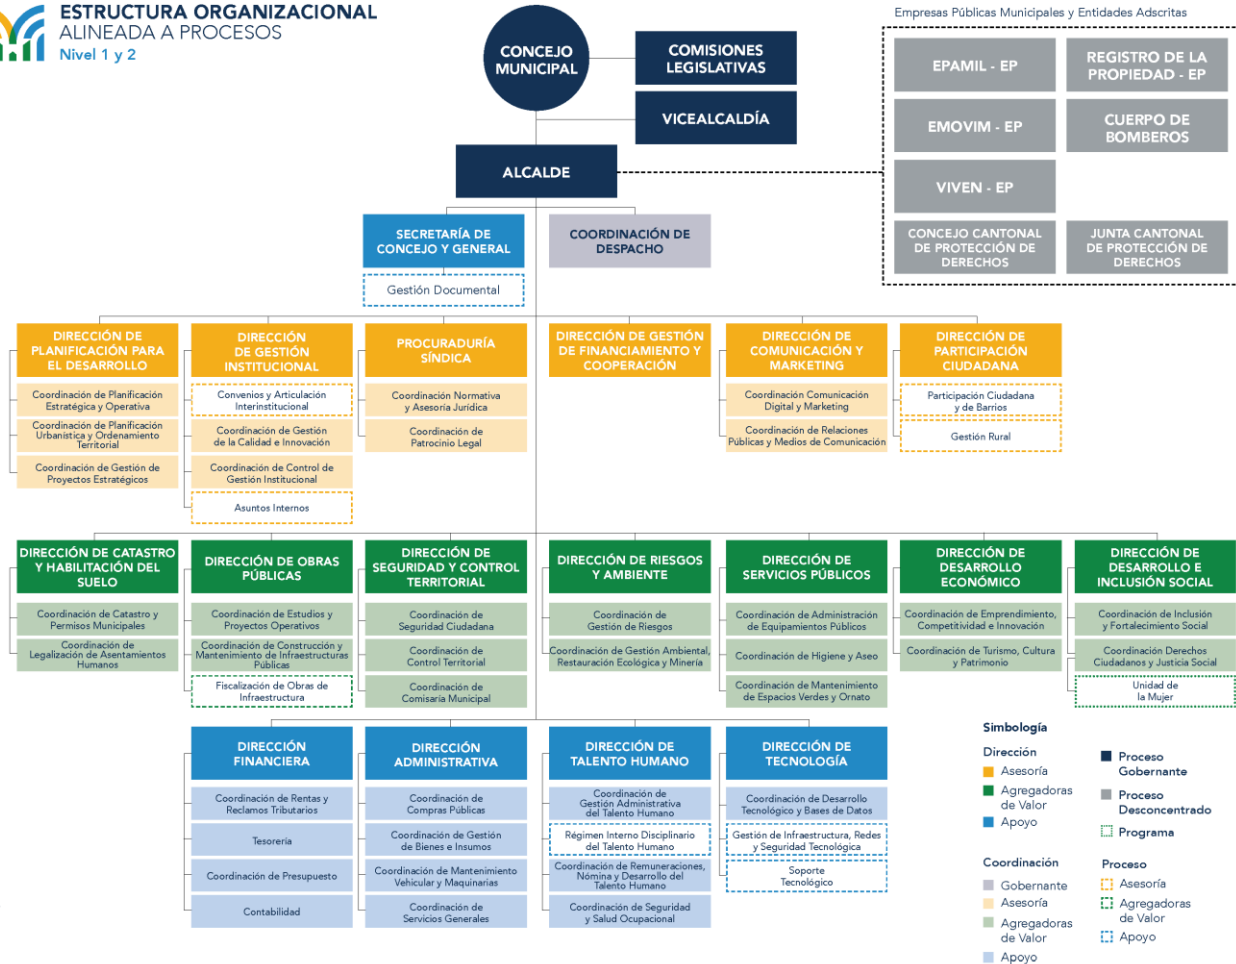 ESTRUCTURA ORGANIZACIONAL
ALINEADA A PROCESOS
Nivel 1 y 2
CONCEJO
MUNICIPAL
COMISIONES
LEGISLATIVAS
VICEALCALDÍA
ALCALDE
Empresas Públicas Municipales y Entidades Adscritas
EPAMIL - EP
REGISTRO DE LA
PROPIEDAD - EP
EMOVIM - EP
CUERPO DE
BOMBEROS
VIVEN - EP
CONCEJO CANTONAL
DE PROTECCIÓN DE
DERECHOS
JUNTA CANTONAL
DE PROTECCIÓN DE
DERECHOS
SECRETARÍA DE
CONCEJO Y GENERAL
Gestión Documental
COORDINACIÓN DE
DESPACHO
DIRECCIÓN DE
PLANIFICACIÓN PARA
EL DESARROLLO
Coordinación de Planificación
Estratégica y Operativa
Coordinación de Planificación
Urbanística y Ordenamiento
Territorial
Coordinación de Gestión de
Proyectos Estratégicos
DIRECCIÓN
DE GESTIÓN
INSTITUCIONAL
Convenios y Articulación
Interinstitucional
Coordinación de Gestión
de la Calidad e Innovación
Coordinación de Control de
Gestión Institucional
Asuntos Internos
PROCURADURÍA
SÍNDICA
Coordinación Normativa
y Asesoría Jurídica
Coordinación de
Patrocinio Legal
DIRECCIÓN DE GESTIÓN
DE FINANCIAMIENTO Y
COOPERACIÓN
DIRECCIÓN DE
COMUNICACIÓN Y
MARKETING
Coordinación Comunicación
Digital y Marketing
Coordinación de Relaciones
Públicas y Medios de Comunicación
DIRECCIÓN DE
PARTICIPACIÓN
CIUDADANA
Participación Ciudadana
y de Barrios
Gestión Rural
DIRECCIÓN DE CATASTRO
Y HABILITACIÓN DEL
SUELO
Coordinación de Catastro y
Permisos Municipales
Coordinación de
Legalización de Asentamientos
Humanos
DIRECCIÓN DE OBRAS
PÚBLICAS
Coordinación de Estudios y
Proyectos Operativos
Coordinación de Construcción y
Mantenimiento de Infraestructuras
Públicas
Fiscalización de Obras de
Infraestructura
DIRECCIÓN DE
SEGURIDAD Y CONTROL
TERRITORIAL
Coordinación de
Seguridad Ciudadana
Coordinación de
Control Territorial
Coordinación de
Comisaría Municipal
DIRECCIÓN DE RIESGOS
Y AMBIENTE
Coordinación de
Gestión de Riesgos
Coordinación de Gestión Ambiental,
Restauración Ecológica y Minería
DIRECCIÓN DE
SERVICIOS PÚBLICOS
Coordinación de Administración
de Equipamientos Públicos
Coordinación de Higiene y Aseo
Coordinación de Mantenimiento
de Espacios Verdes y Ornato
DIRECCIÓN DE
DESARROLLO
ECONÓMICO
Coordinación de Emprendimiento,
Competitividad e Innovación
Coordinación de Turismo, Cultura
y Patrimonio
DIRECCIÓN DE
DESARROLLO E
INCLUSIÓN SOCIAL
Coordinación de Inclusión
y Fortalecimiento Social
Coordinación Derechos
Ciudadanos y Justicia Social
Unidad de
la Mujer
DIRECCIÓN
FINANCIERA
Coordinación de Rentas y
Reclamos Tributarios
Tesorería
Coordinación de Presupuesto
Contabilidad
DIRECCIÓN
ADMINISTRATIVA
Coordinación de
Compras Públicas
Coordinación de Gestión
de Bienes e Insumos
Coordinación de Mantenimiento
Vehicular y Maquinarias
Coordinación de
Servicios Generales
DIRECCIÓN DE
TALENTO HUMANO
Coordinación de
Gestión Administrativa
del Talento Humano
Régimen Interno Disciplinario
del Talento Humano
Coordinación de Remuneraciones,
Nómina y Desarrollo del
Talento Humano
Coordinación de Seguridad
y Salud Ocupacional
DIRECCIÓN DE
TECNOLOGÍA
Coordinación de Desarrollo
Tecnológico y Bases de Datos
Gestión de Infraestructura, Redes
y Seguridad Tecnológica
Soporte
Tecnológico
Simbología
Dirección
Asesoría
Agregadoras
de Valor
Apoyo
Proceso
Gobernante
Proceso
Desconcentrado
Programa
Coordinación
Gobernante
Asesoría
Agregadoras
de Valor
Apoyo
Proceso
Asesoría
Agregadoras
de Valor
Apoyo